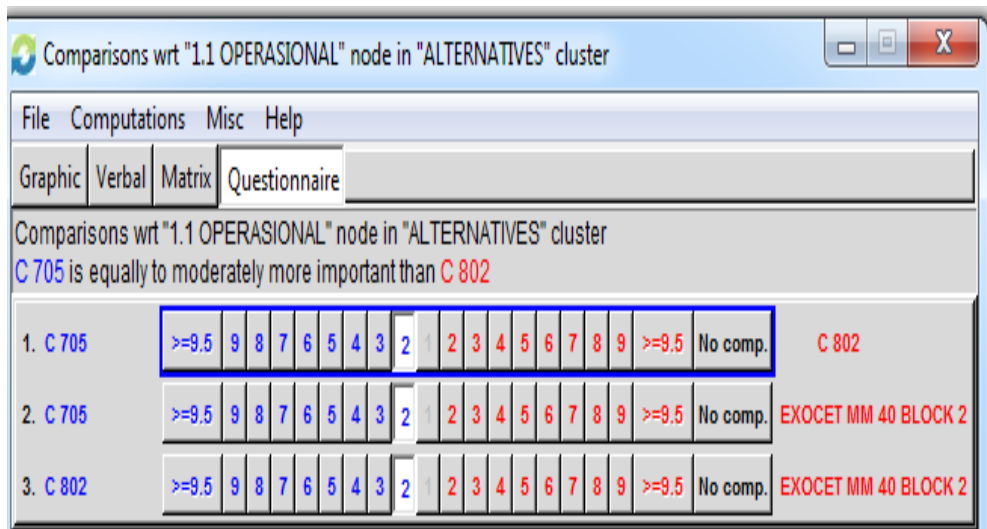 Comparisons wrt "1.1 OPERASIONAL" node in "ALTERNATIVES" cluster
File Computations Misc Help
Graphic Verbal Matrix Questionnaire
Comparisons wrt "1.1 OPERASIONAL" node in "ALTERNATIVES" cluster
C 705 is equally to moderately more important than C 802
1. C 705 >=9.5 9 8 7 6 5 4 3 2 1 2 3 4 5 6 7 8 9 >=9.5 No comp. C 802
2. C 705 >=9.5 9 8 7 6 5 4 3 2 1 2 3 4 5 6 7 8 9 >=9.5 No comp. EXOCET MM 40 BLOCK 2
3. C 802 >=9.5 9 8 7 6 5 4 3 2 1 2 3 4 5 6 7 8 9 >=9.5 No comp. EXOCET MM 40 BLOCK 2